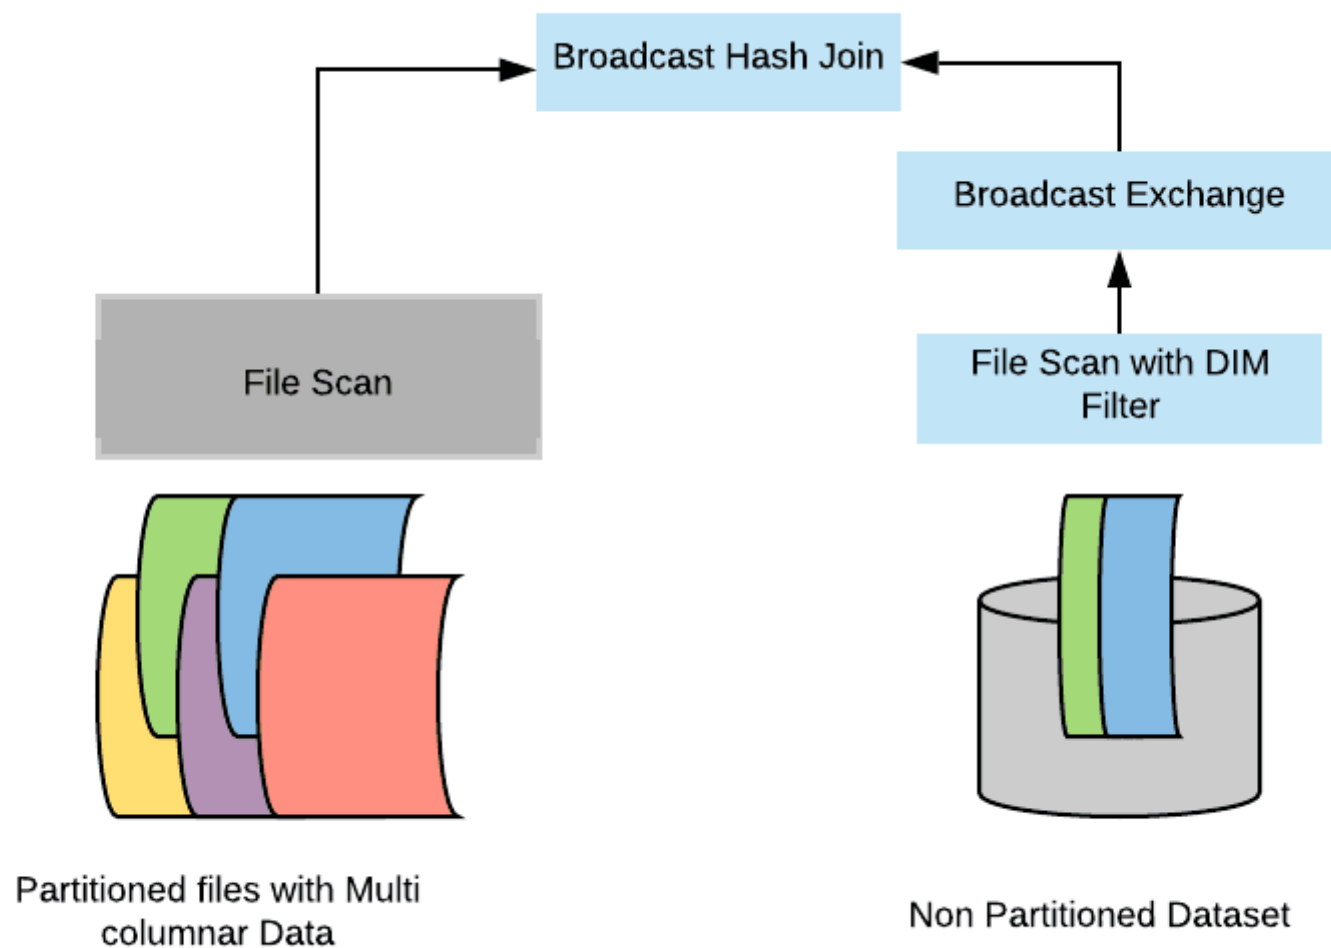 Broadcast Hash Join
Broadcast Exchange
File Scan with DIM
Filter
File Scan
Partitioned files with Multi
columnar Data
Non Partitioned Dataset